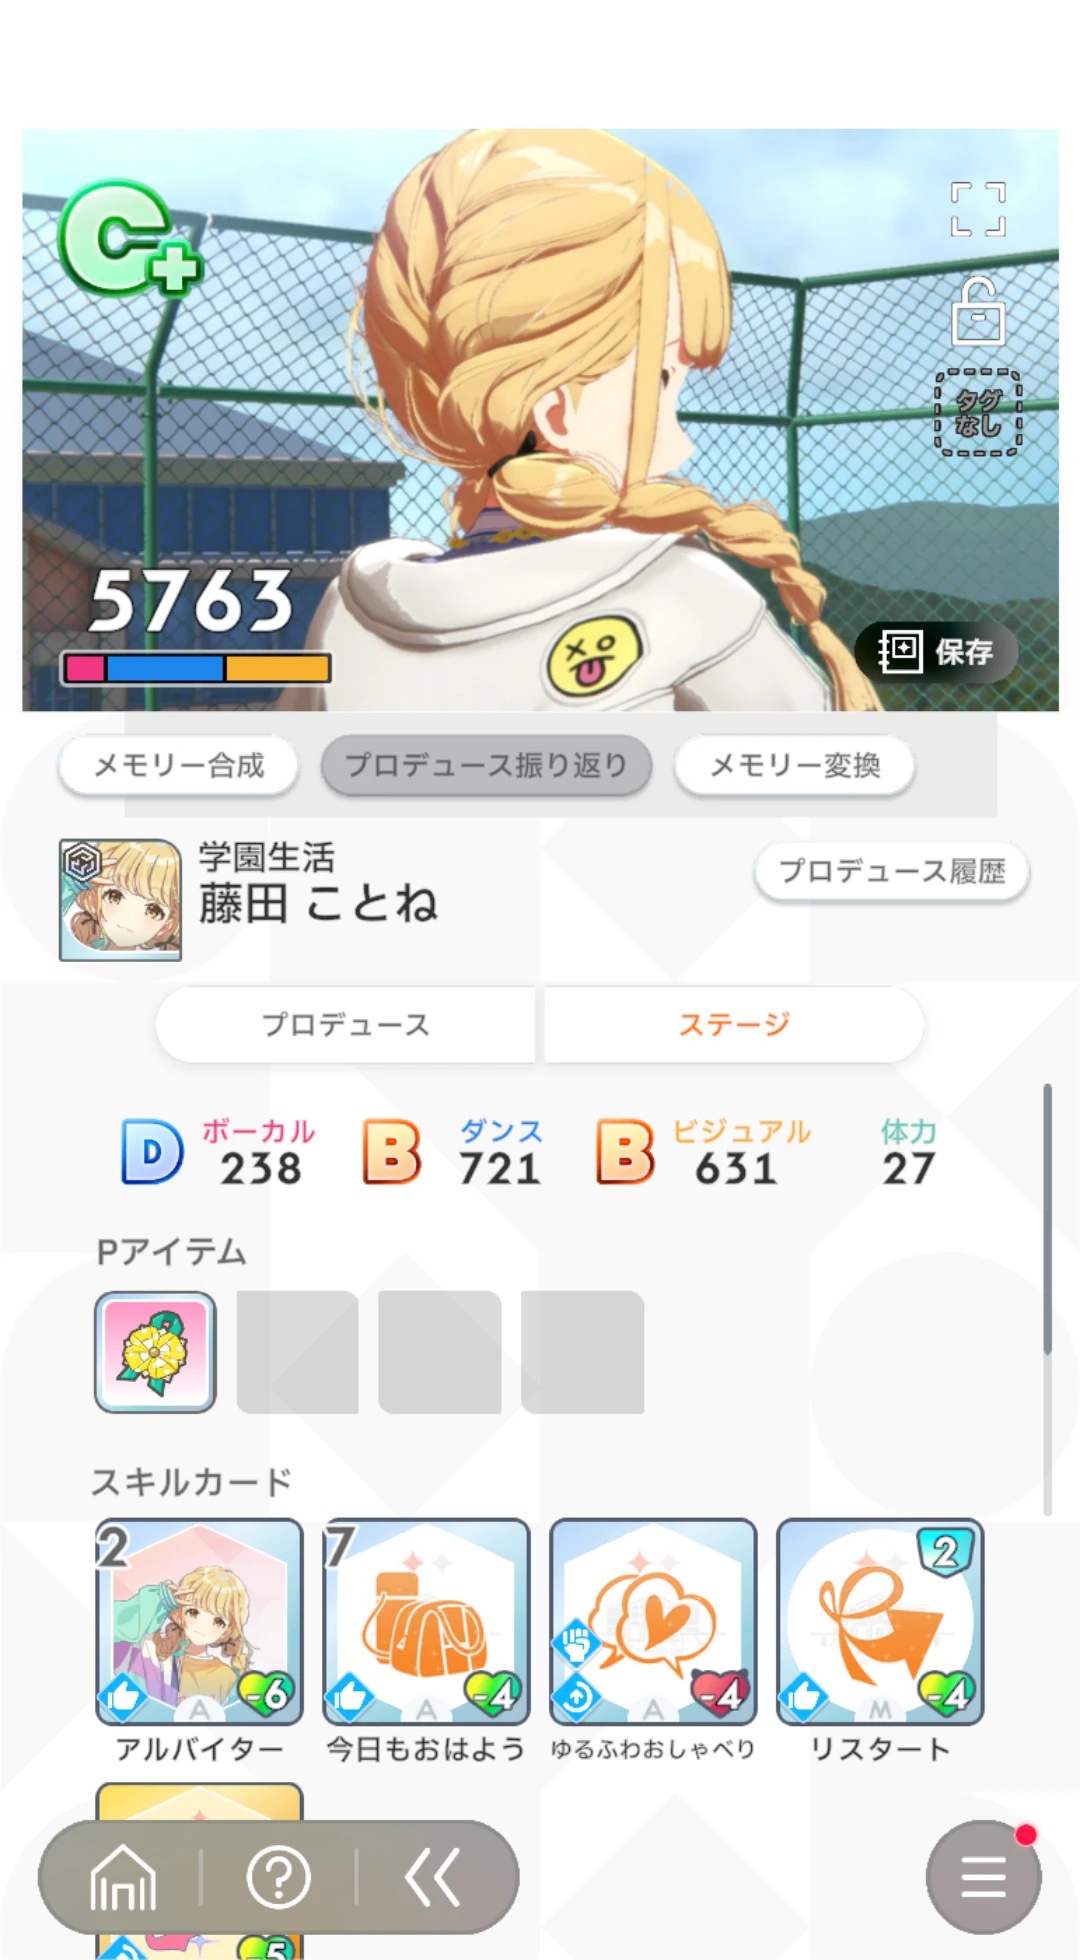 C+
タグ
なし
5763
保存
メモリー合成
プロデュース振り返り
メモリー変換
学園生活
藤田 ことね
プロデュース履歴
プロデュース
ステージ
D ボーカル 238
B ダンス 721
B ビジュアル 631
体力 27
Pアイテム
スキルカード
2 A -6
7 A -4
A -4
2 M -4
アルバイター
今日もおはよう
ゆるふわおしゃべり
リスタート
?
-5